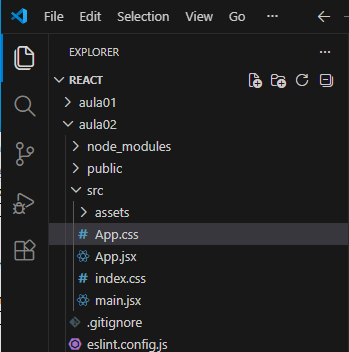 File Edit Selection View Go
EXPLORER
REACT
aula01
aula02
node_modules
public
src
assets
# App.css
App.jsx
# index.css
main.jsx
.gitignore
eslint.config.js